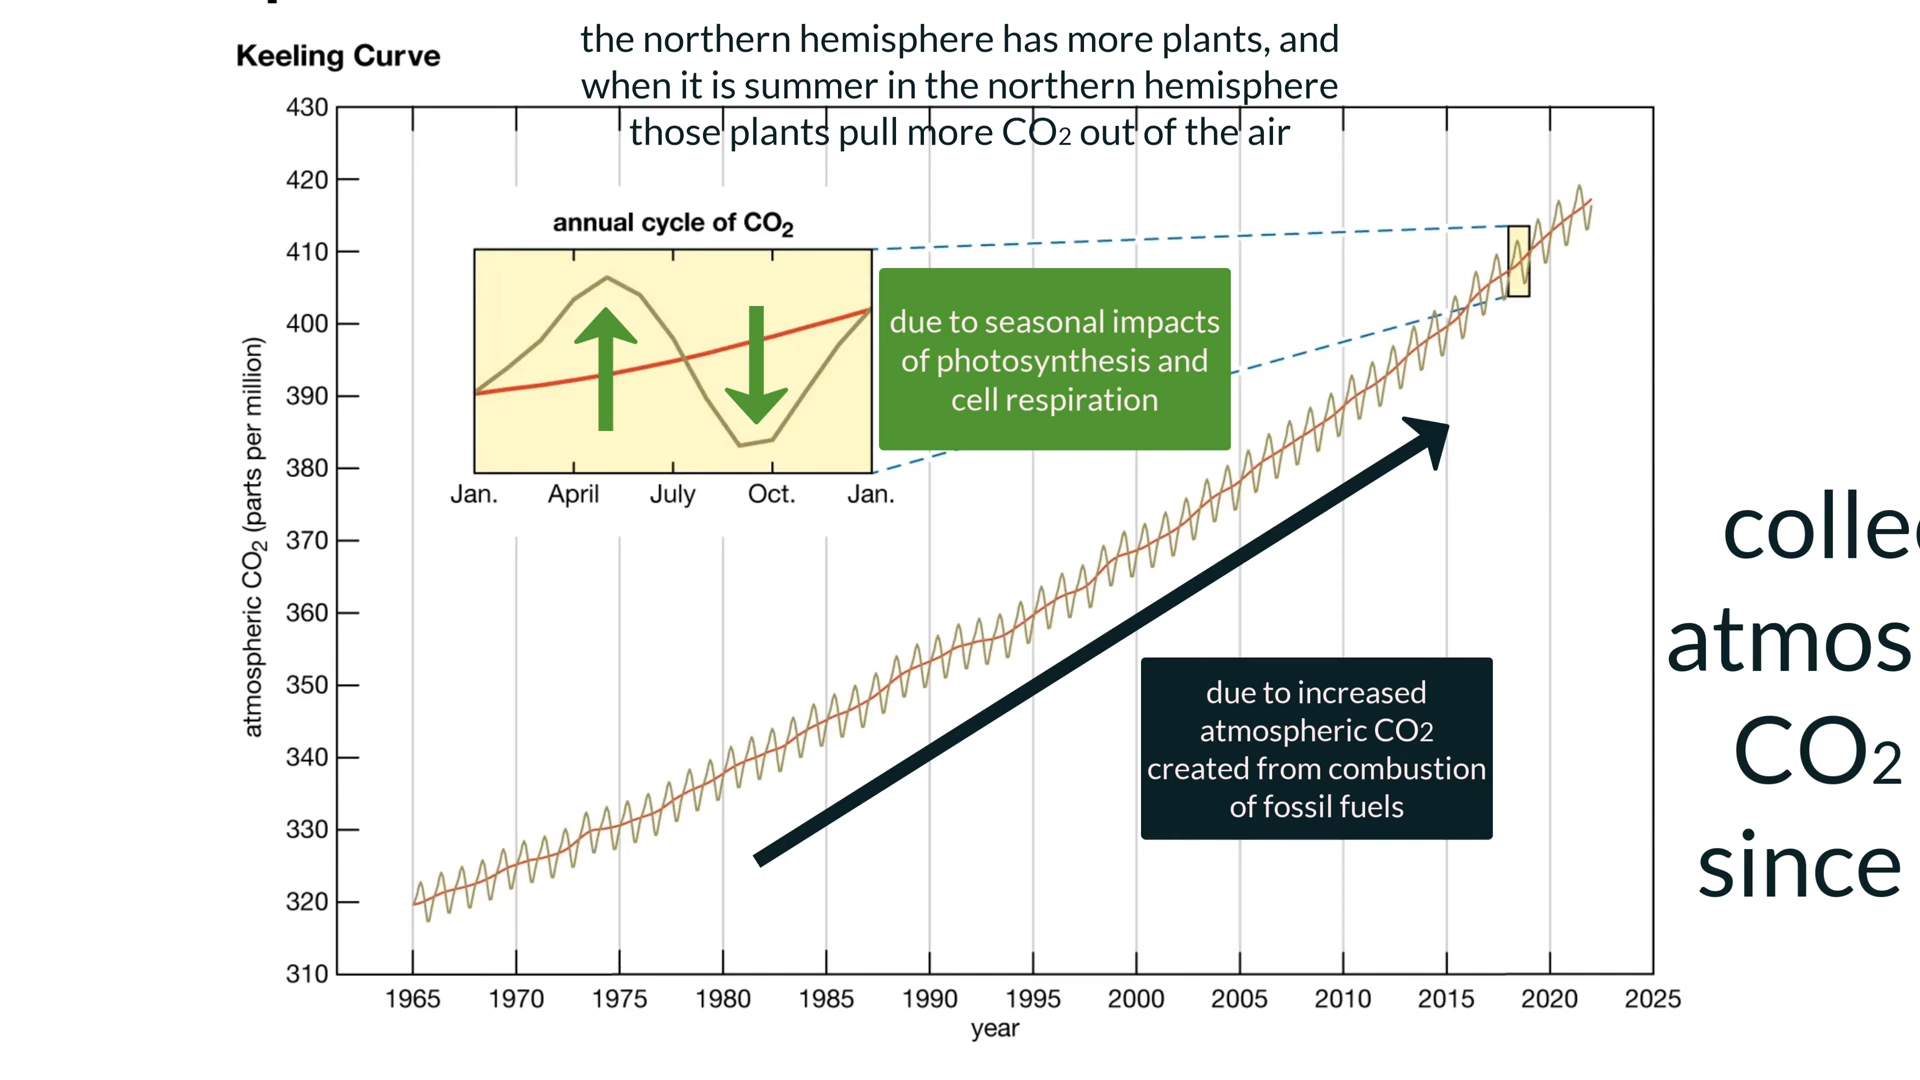 the northern hemisphere has more plants, and
when it is summer in the northern hemisphere
those plants pull more CO₂ out of the air
Keeling Curve
430
420
410
400
390
380
370
360
350
340
330
320
310
atmospheric CO₂ (parts per million)
annual cycle of CO₂
Jan. April July Oct. Jan.
due to seasonal impacts
of photosynthesis and
cell respiration
due to increased
atmospheric CO2
created from combustion
of fossil fuels
1965 1970 1975 1980 1985 1990 1995 2000 2005 2010 2015 2020 2025
year
CO₂
since